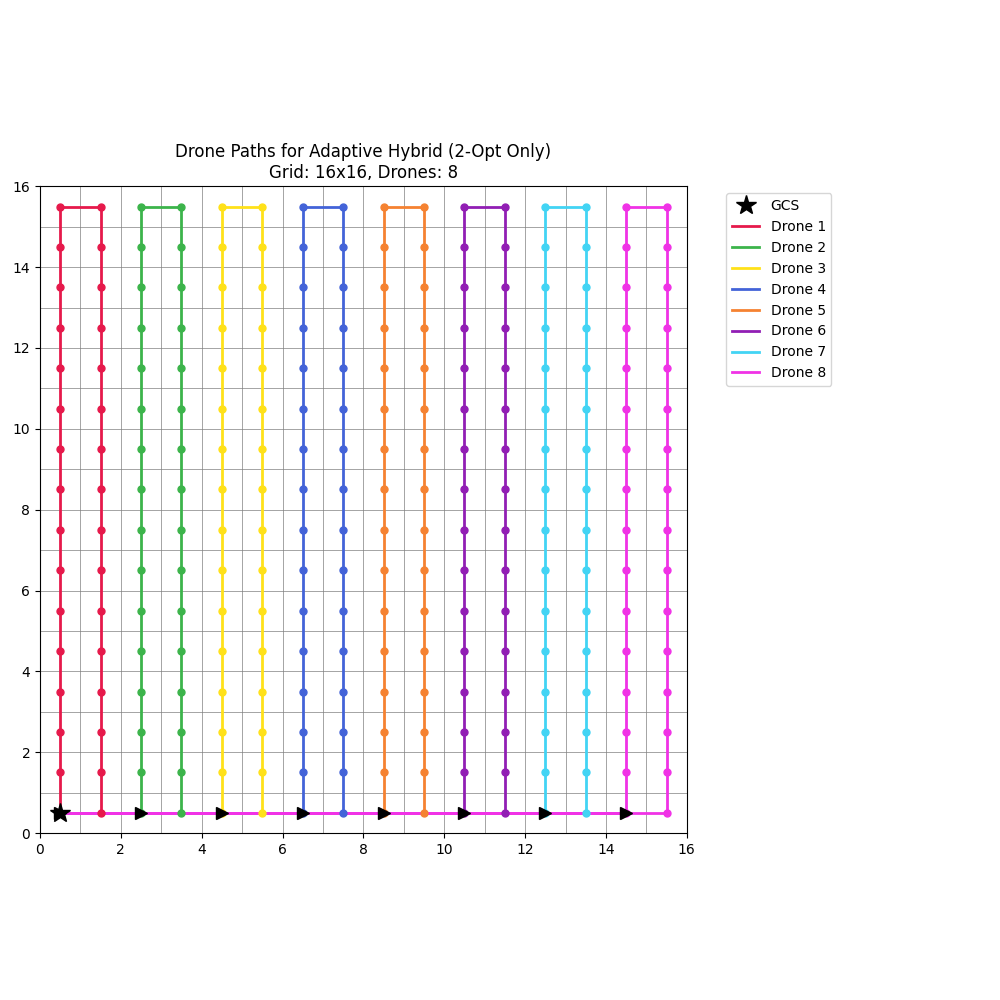 Drone Paths for Adaptive Hybrid (2-Opt Only)
Grid: 16x16, Drones: 8
16
14
12
10
8
6
4
2
0
0 2 4 6 8 10 12 14 16
GCS
Drone 1
Drone 2
Drone 3
Drone 4
Drone 5
Drone 6
Drone 7
Drone 8